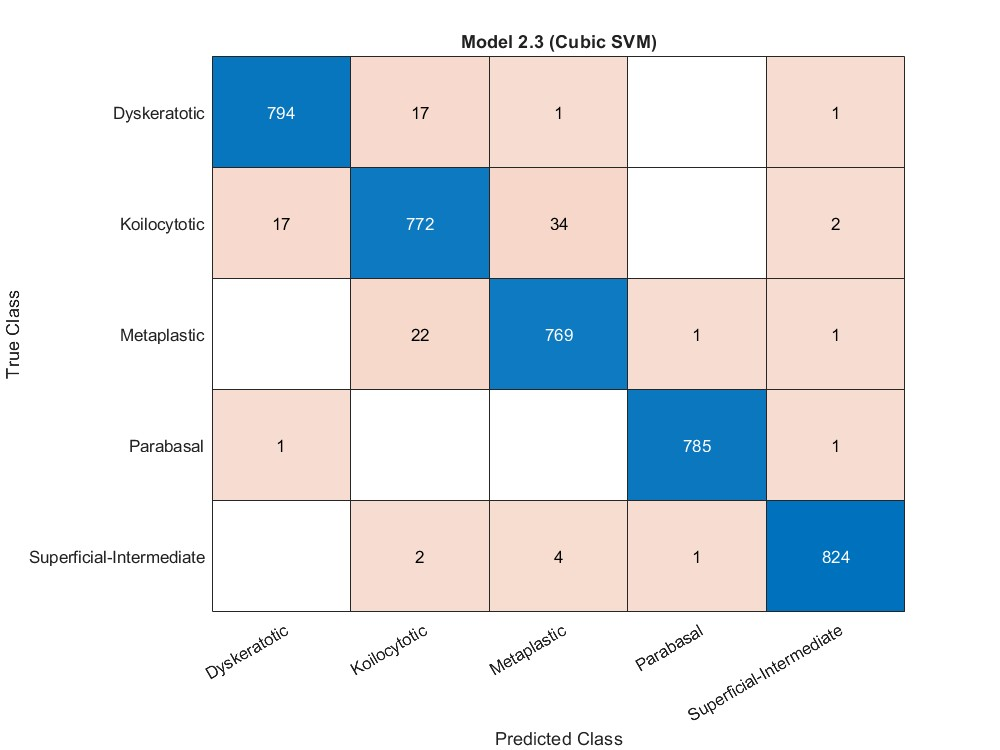 Model 2.3 (Cubic SVM)
True Class
Dyskeratotic 794 17 1 1
Koilocytotic 17 772 34 2
Metaplastic 22 769 1 1
Parabasal 1 785 1
Superficial-Intermediate 2 4 1 824
Dyskeratotic Koilocytotic Metaplastic Parabasal Superficial-Intermediate
Predicted Class